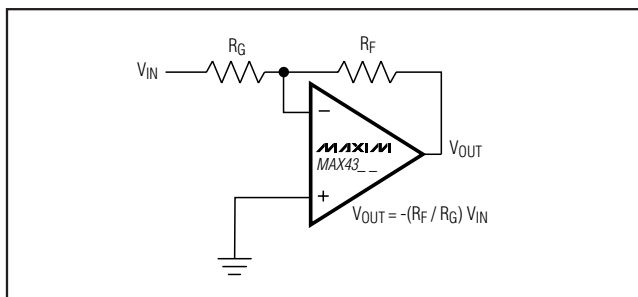 RG
RF
VIN
−
MAXIM
MAX43_ _
VOUT
+
VOUT = -(RF / RG) VIN